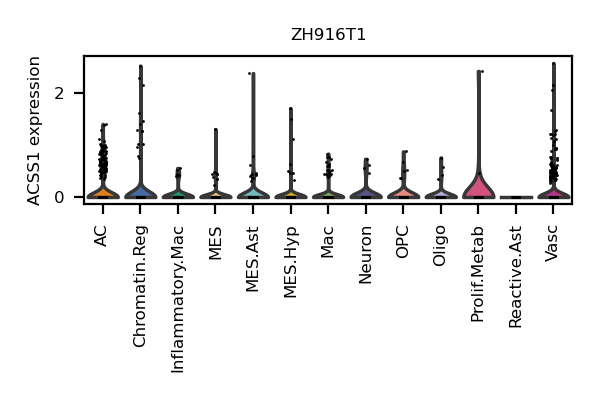 ZH916T1
ACSS1 expression
2
0
AC
Chromatin.Reg
Inflammatory.Mac
MES
MES.Ast
MES.Hyp
Mac
Neuron
OPC
Oligo
Prolif.Metab
Reactive.Ast
Vasc